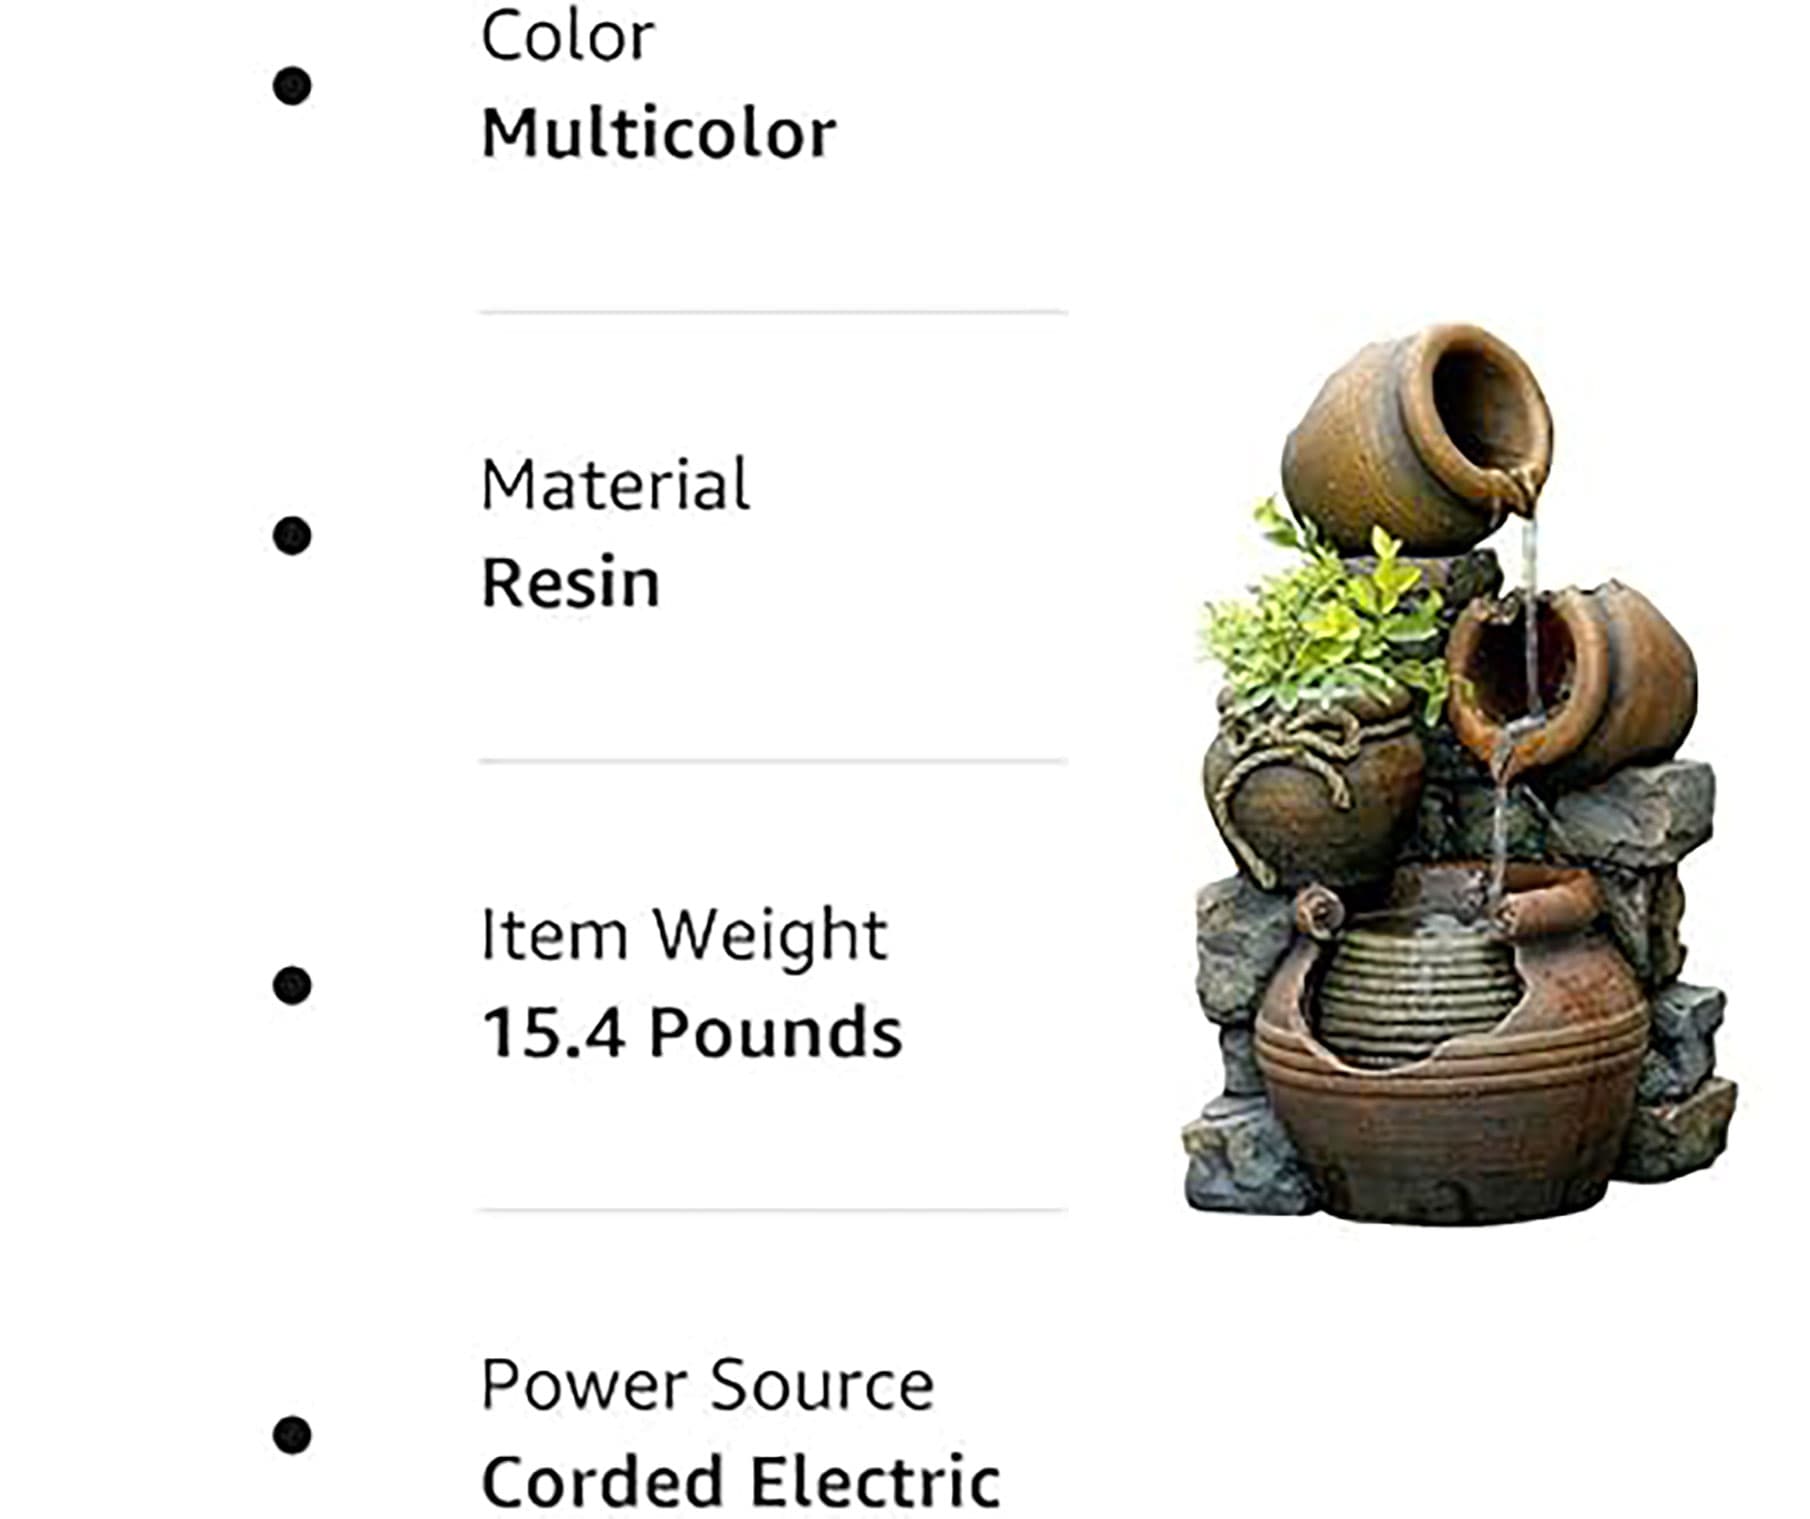 Color
Multicolor
Material
Resin
Item Weight
15.4 Pounds
Power Source
Corded Electric